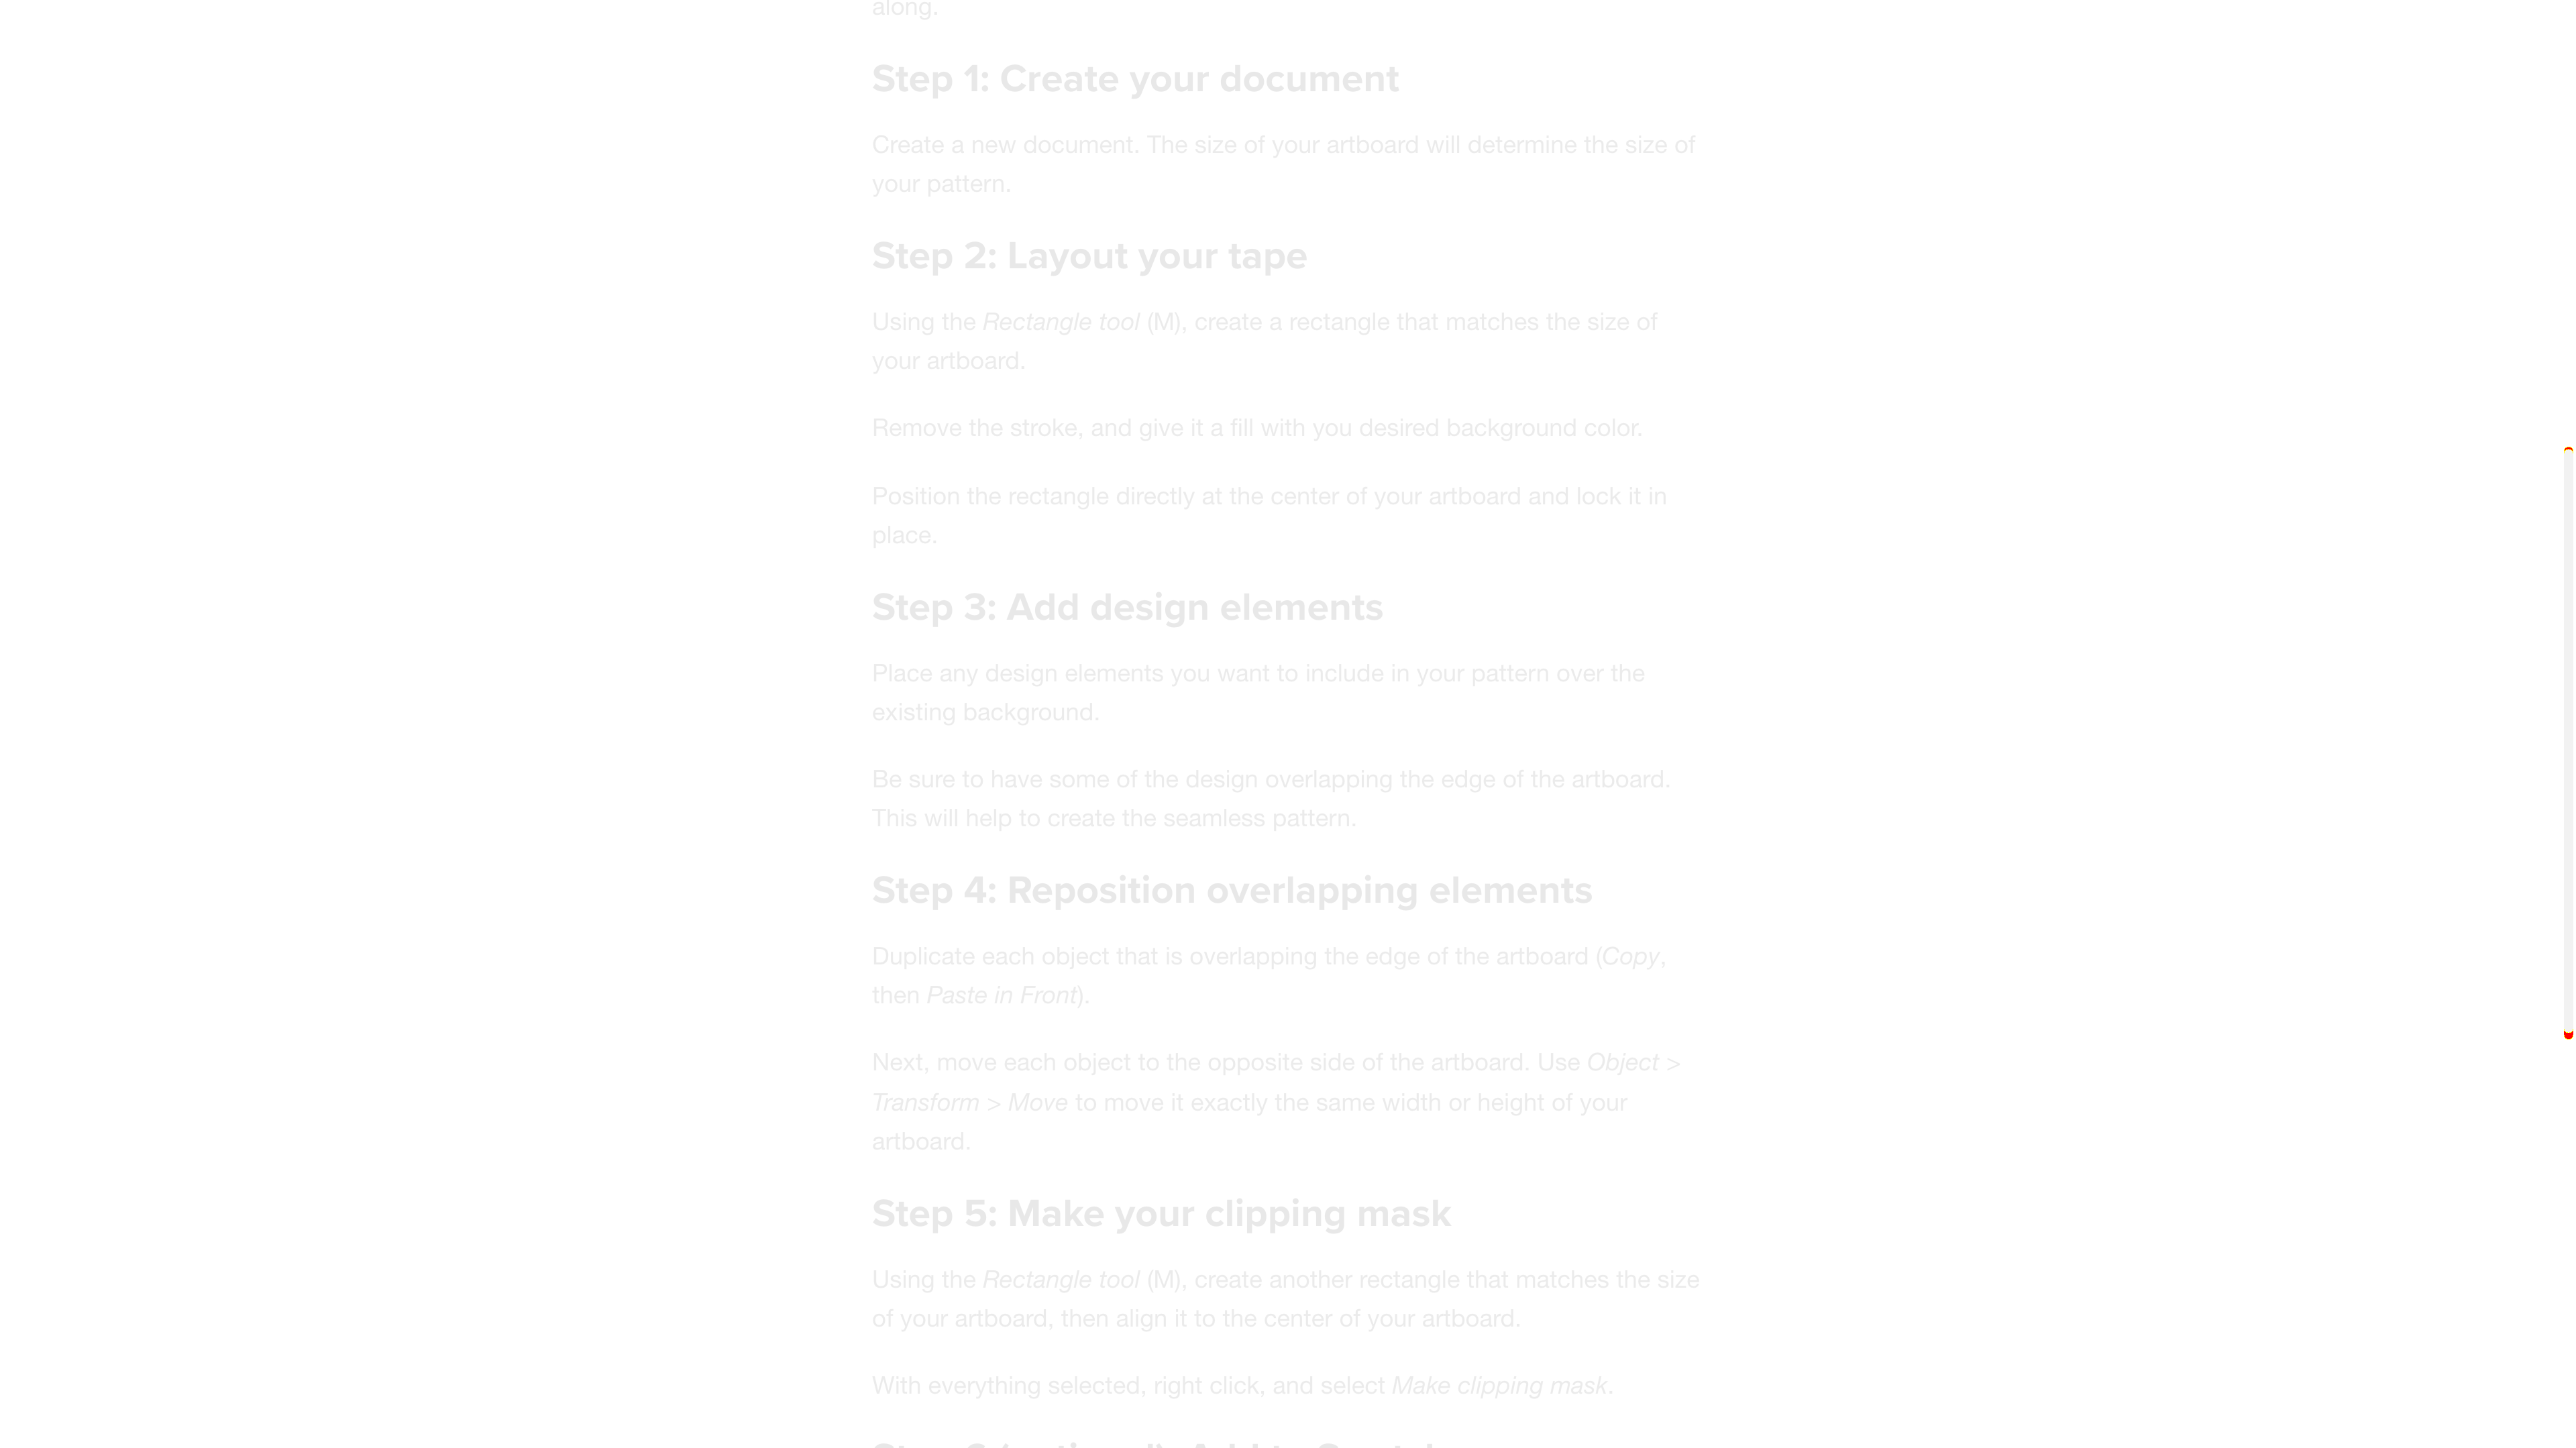 along.
Step 1: Create your document
Create a new document. The size of your artboard will determine the size of
your pattern.
Step 2: Layout your tape
Using the Rectangle tool (M), create a rectangle that matches the size of
your artboard.
Remove the stroke, and give it a fill with you desired background color.
Position the rectangle directly at the center of your artboard and lock it in
place.
Step 3: Add design elements
Place any design elements you want to include in your pattern over the
existing background.
Be sure to have some of the design overlapping the edge of the artboard.
This will help to create the seamless pattern.
Step 4: Reposition overlapping elements
Duplicate each object that is overlapping the edge of the artboard (Copy,
then Paste in Front).
Next, move each object to the opposite side of the artboard. Use Object >
Transform > Move to move it exactly the same width or height of your
artboard.
Step 5: Make your clipping mask
Using the Rectangle tool (M), create another rectangle that matches the size
of your artboard, then align it to the center of your artboard.
With everything selected, right click, and select Make clipping mask.